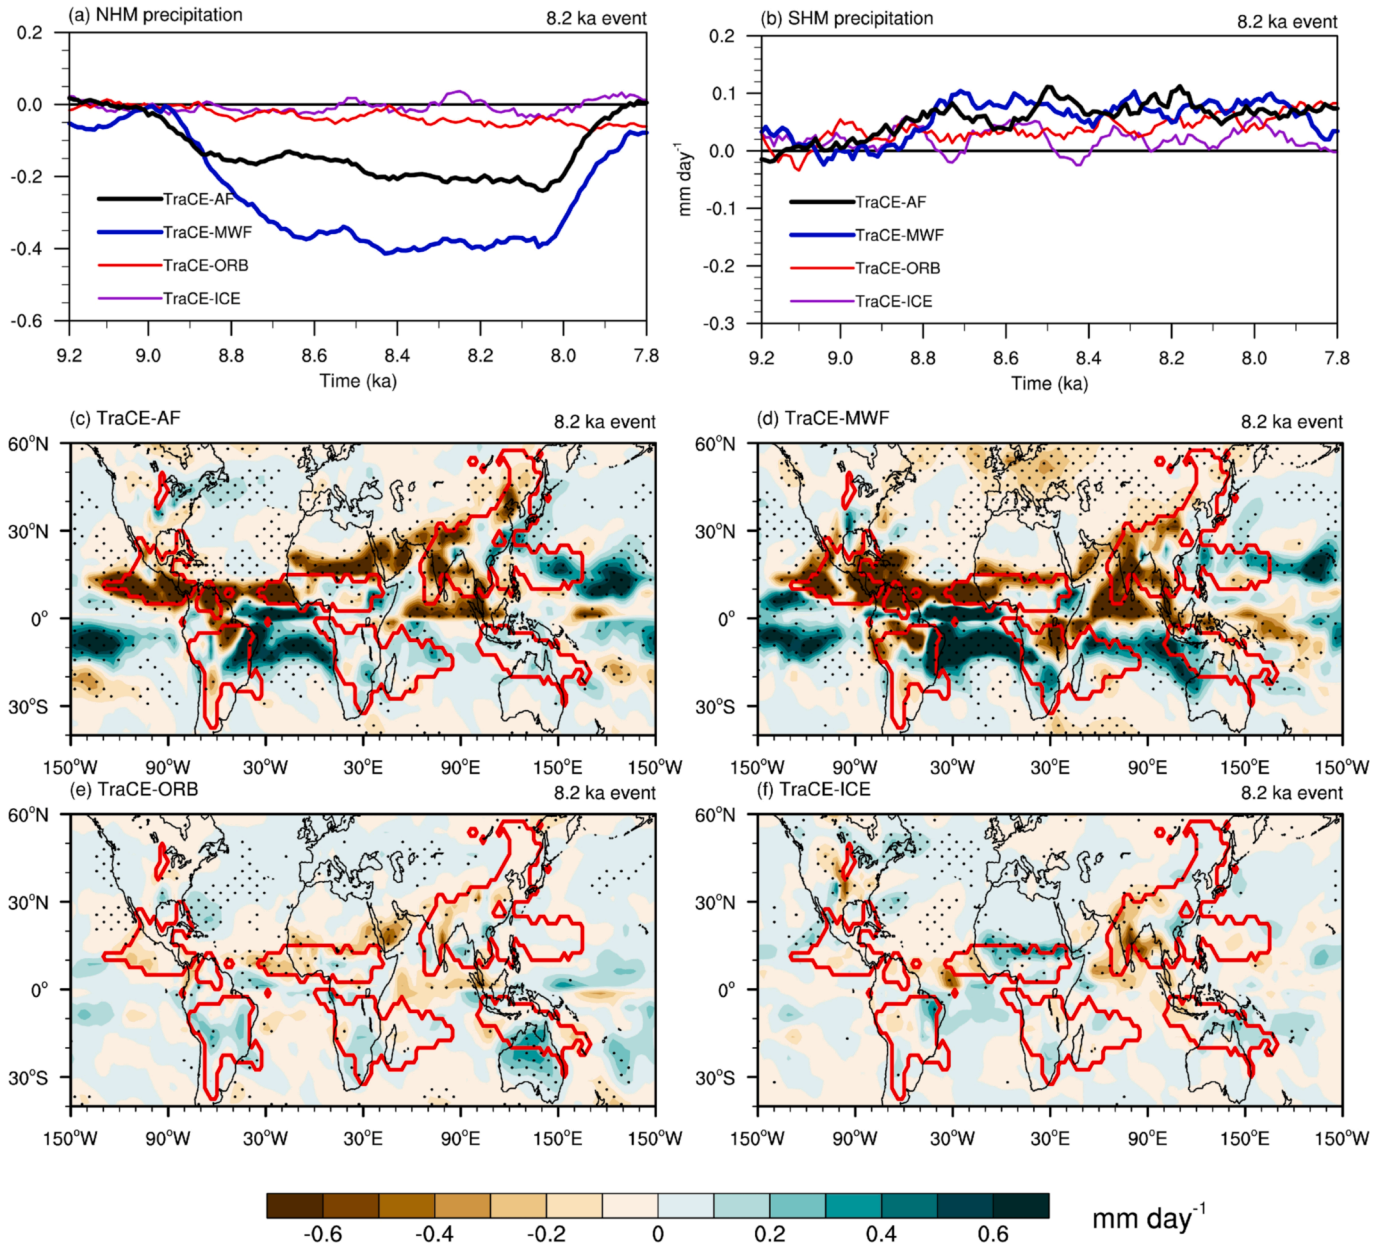 (a) NHM precipitation 8.2 ka event
0.2
0.0
-0.2
-0.4
-0.6
TraCE-AF
TraCE-MWF
TraCE-ORB
TraCE-ICE
9.2 9.0 8.8 8.6 8.4 8.2 8.0 7.8
Time (ka)
(b) SHM precipitation 8.2 ka event
0.2
0.1
0.0
-0.1
-0.2
-0.3
mm day-1
TraCE-AF
TraCE-MWF
TraCE-ORB
TraCE-ICE
9.2 9.0 8.8 8.6 8.4 8.2 8.0 7.8
Time (ka)
(c) TraCE-AF 8.2 ka event
60°N
30°N
0°
30°S
150°W 90°W 30°W 30°E 90°E 150°E 150°W
(d) TraCE-MWF 8.2 ka event
60°N
30°N
0°
30°S
150°W 90°W 30°W 30°E 90°E 150°E 150°W
(e) TraCE-ORB 8.2 ka event
60°N
30°N
0°
30°S
150°W 90°W 30°W 30°E 90°E 150°E 150°W
(f) TraCE-ICE 8.2 ka event
60°N
30°N
0°
30°S
150°W 90°W 30°W 30°E 90°E 150°E 150°W
-0.6 -0.4 -0.2 0 0.2 0.4 0.6
mm day-1